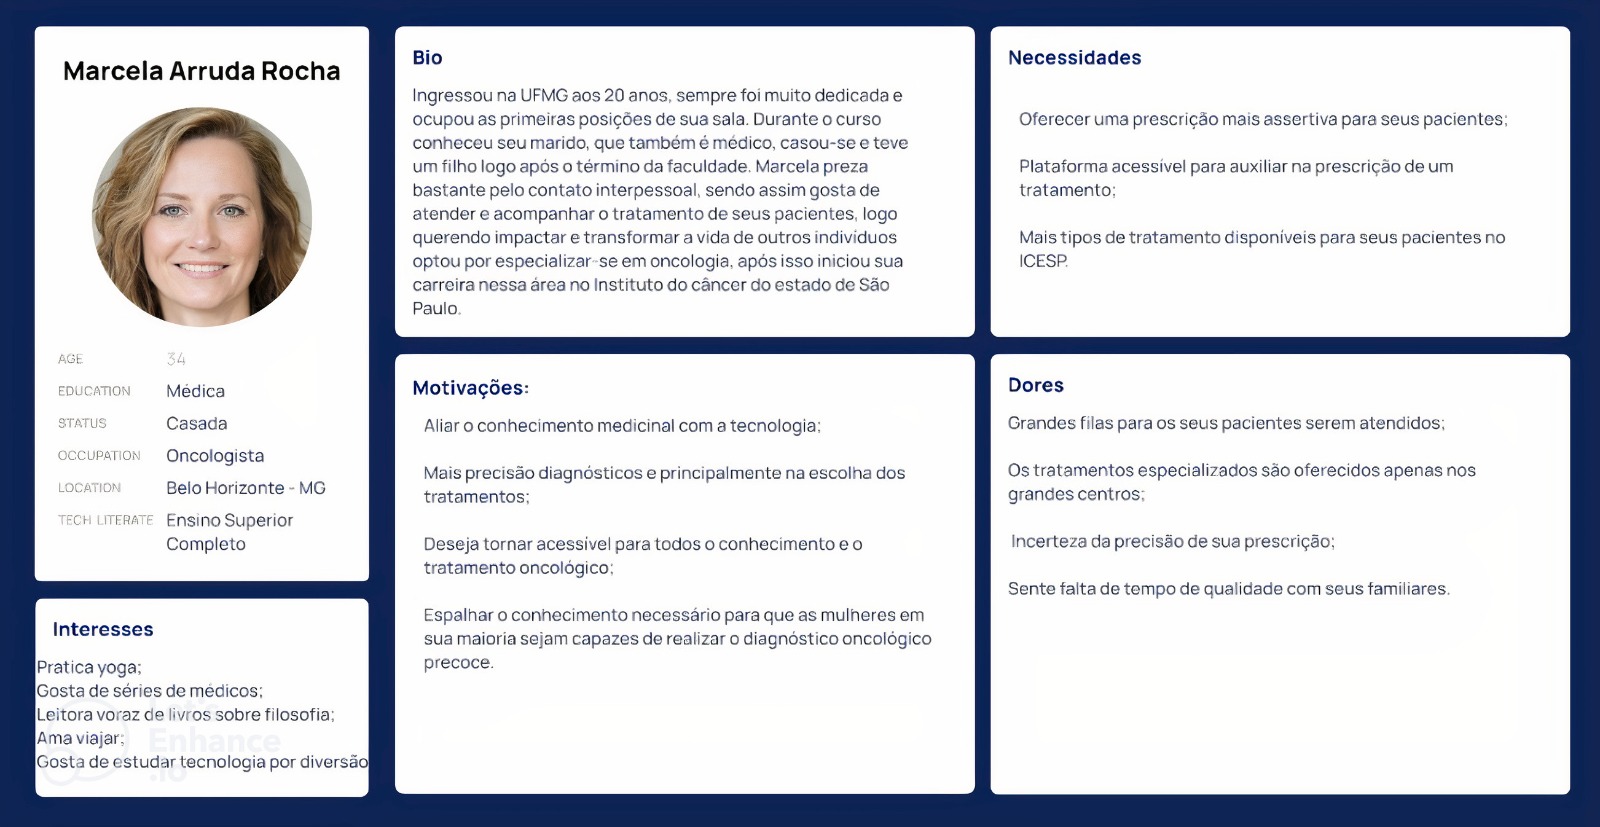 Marcela Arruda Rocha
AGE 34
EDUCATION Médica
STATUS Casada
OCCUPATION Oncologista
LOCATION Belo Horizonte - MG
TECH LITERATE Ensino Superior
Completo
Interesses
Pratica yoga;
Gosta de séries de médicos;
Leitora voraz de livros sobre filosofia;
Ama viajar;
Gosta de estudar tecnologia por diversão
Let's
Enhance
.io
Bio
Ingressou na UFMG aos 20 anos, sempre foi muito dedicada e
ocupou as primeiras posições de sua sala. Durante o curso
conheceu seu marido, que também é médico, casou-se e teve
um filho logo após o término da faculdade. Marcela preza
bastante pelo contato interpessoal, sendo assim gosta de
atender e acompanhar o tratamento de seus pacientes, logo
querendo impactar e transformar a vida de outros indivíduos
optou por especializar-se em oncologia, após isso iniciou sua
carreira nessa área no Instituto do câncer do estado de São
Paulo.
Motivações:
Aliar o conhecimento medicinal com a tecnologia;
Mais precisão diagnósticos e principalmente na escolha dos
tratamentos;
Deseja tornar acessível para todos o conhecimento e o
tratamento oncológico;
Espalhar o conhecimento necessário para que as mulheres em
sua maioria sejam capazes de realizar o diagnóstico oncológico
precoce.
Necessidades
Oferecer uma prescrição mais assertiva para seus pacientes;
Plataforma acessível para auxiliar na prescrição de um
tratamento;
Mais tipos de tratamento disponíveis para seus pacientes no
ICESP.
Dores
Grandes filas para os seus pacientes serem atendidos;
Os tratamentos especializados são oferecidos apenas nos
grandes centros;
Incerteza da precisão de sua prescrição;
Sente falta de tempo de qualidade com seus familiares.